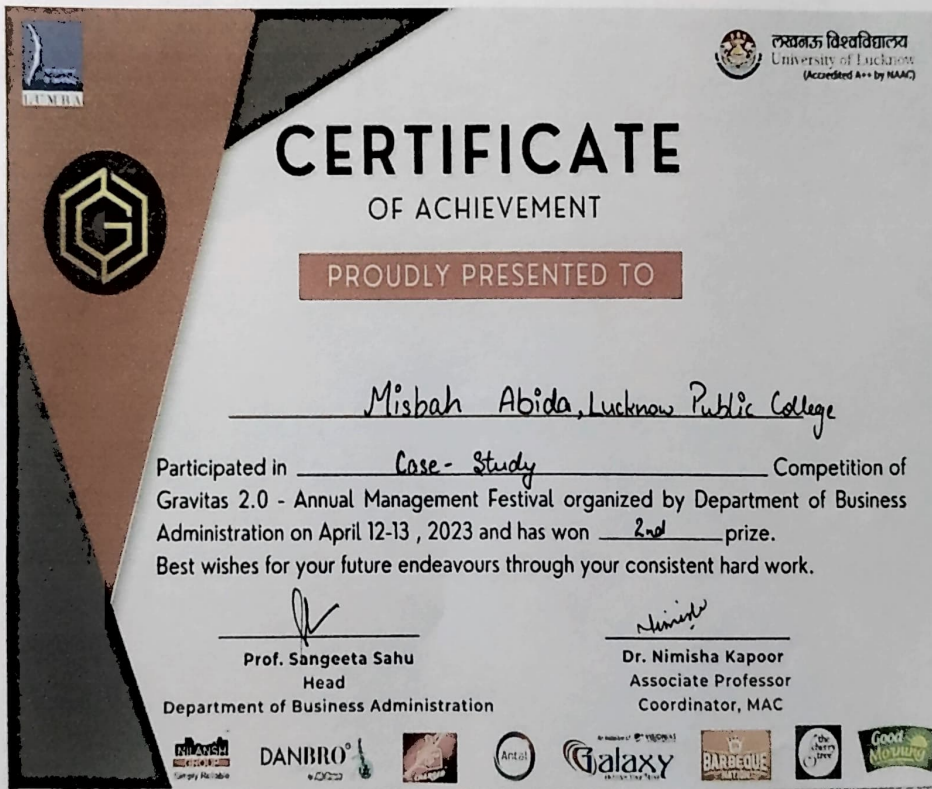 LUMBA
लखनऊ विश्वविद्यालय
University of Lucknow
(Accredited A++ by NAAC)
CERTIFICATE
OF ACHIEVEMENT
PROUDLY PRESENTED TO
Misbah Abida, Lucknow Public College
Participated in Case-Study Competition of
Gravitas 2.0 - Annual Management Festival organized by Department of Business
Administration on April 12-13 , 2023 and has won 2nd prize.
Best wishes for your future endeavours through your consistent hard work.
Prof. Sangeeta Sahu
Head
Department of Business Administration
Dr. Nimisha Kapoor
Associate Professor
Coordinator, MAC
NILANSH
GROUP
Simply Reliable
DANBRO
Antal
Galaxy
BARBEQUE
NATION
the
cherry
tree
Good
Morning